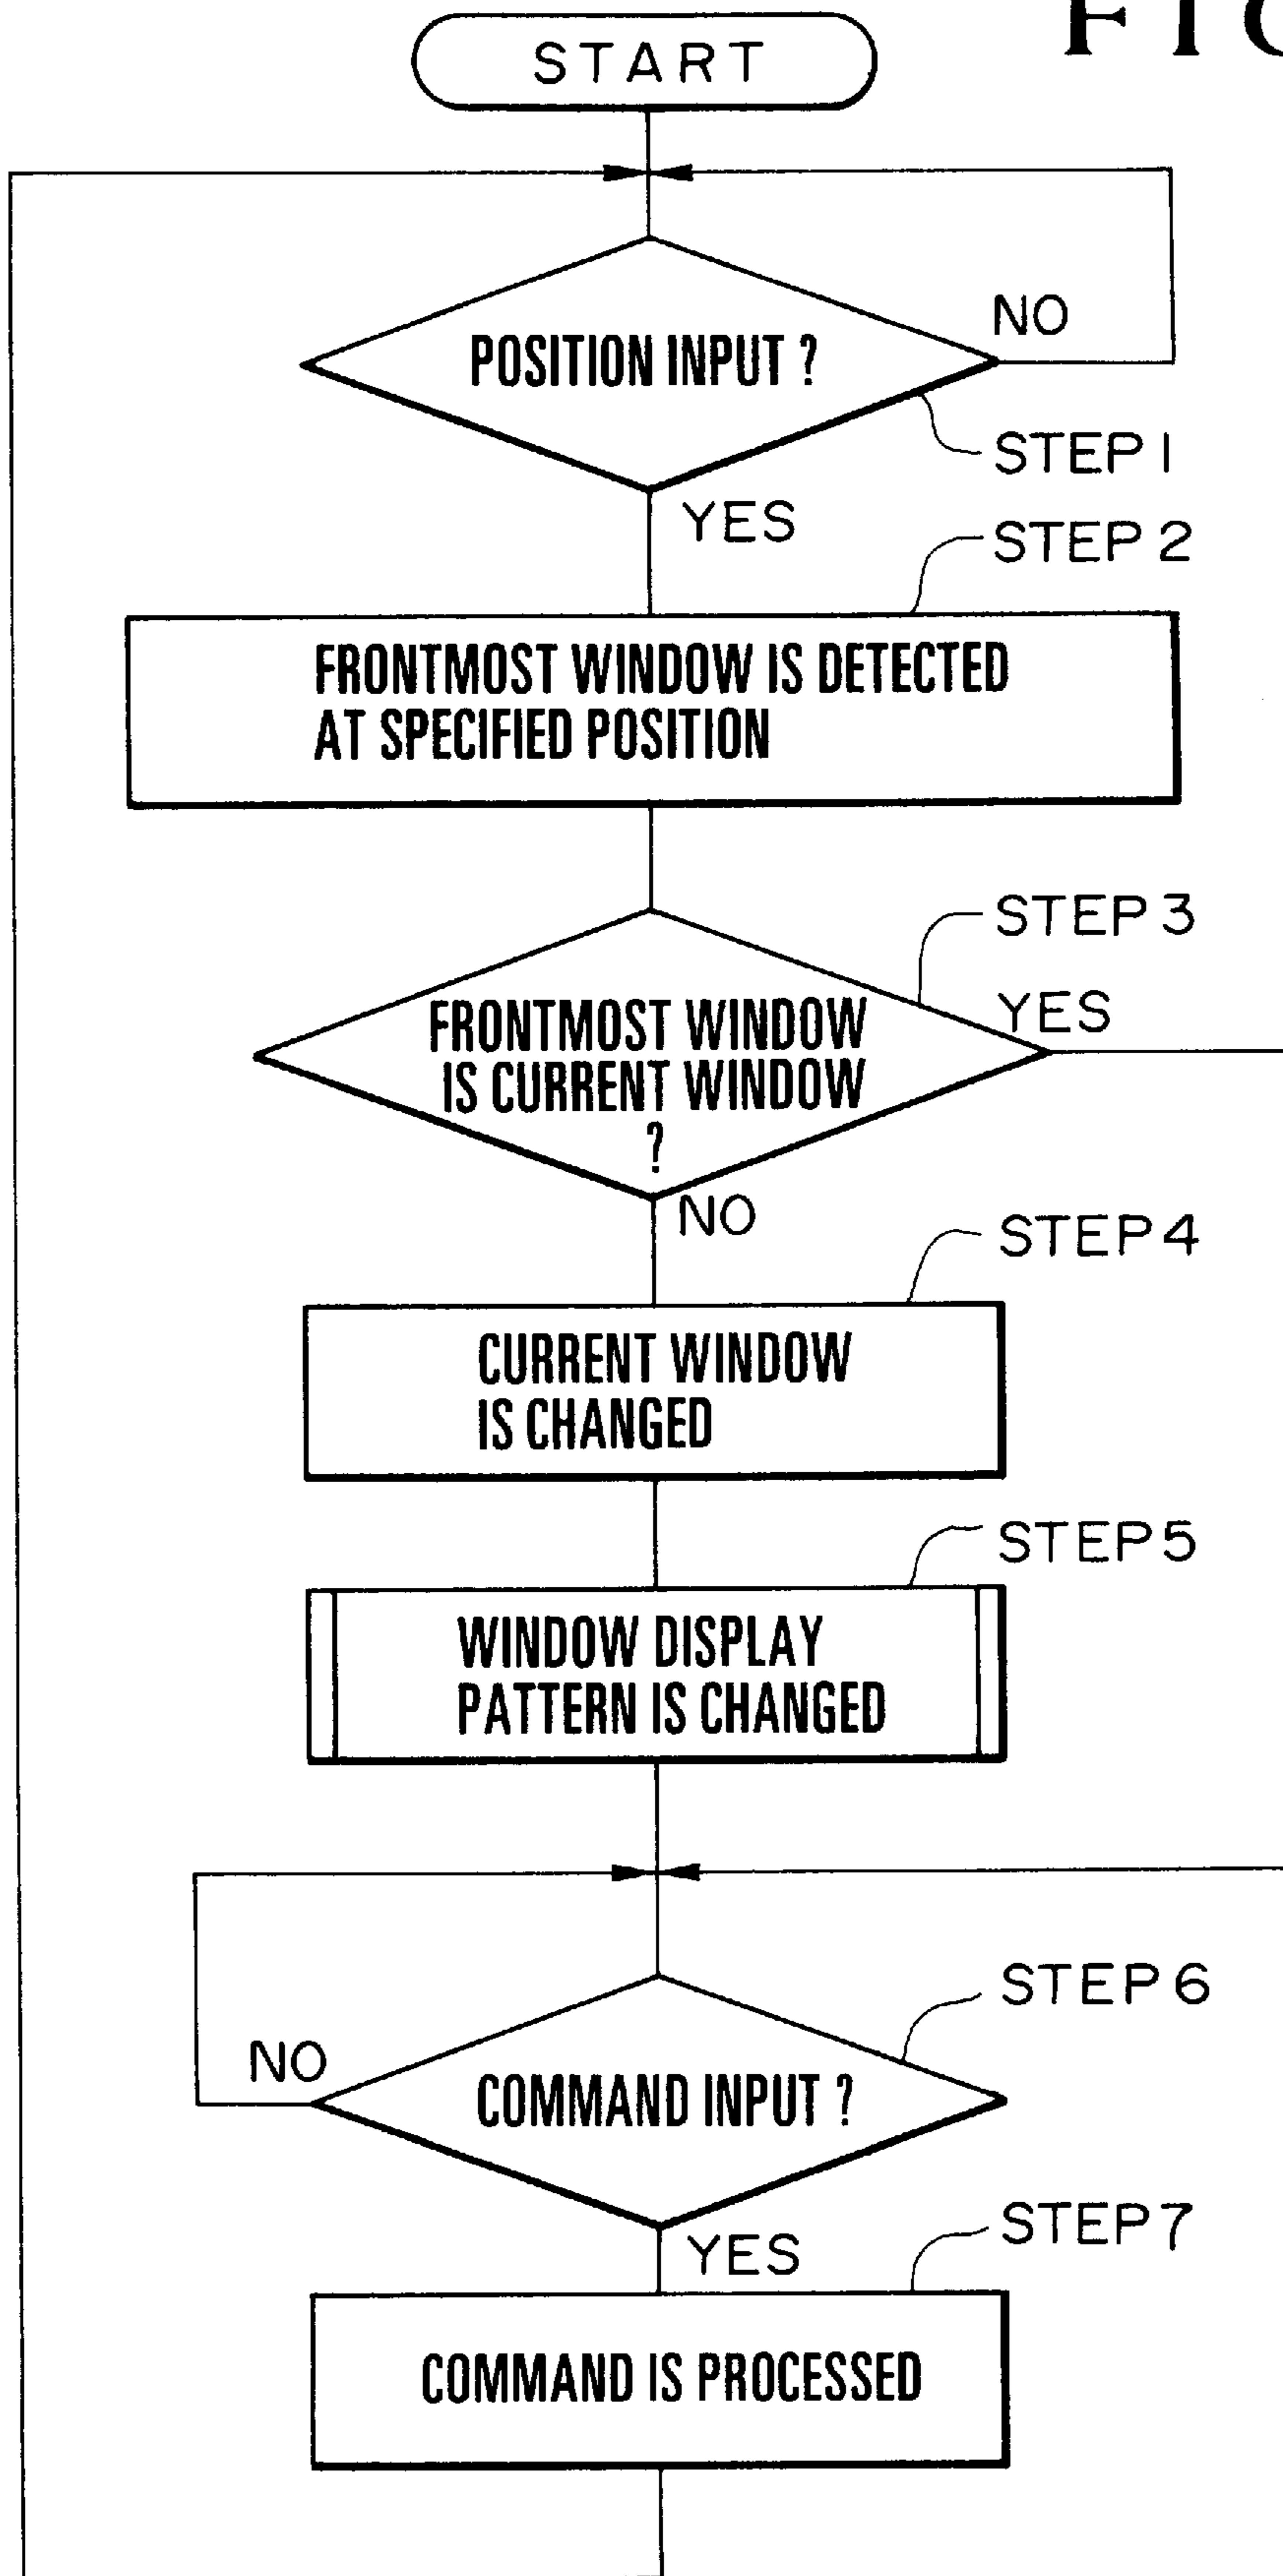 FIG
START
POSITION INPUT ?
NO
STEP 1
YES
STEP 2
FRONTMOST WINDOW IS DETECTED
AT SPECIFIED POSITION
STEP 3
FRONTMOST WINDOW
IS CURRENT WINDOW
?
YES
NO
STEP 4
CURRENT WINDOW
IS CHANGED
STEP 5
WINDOW DISPLAY
PATTERN IS CHANGED
STEP 6
NO
COMMAND INPUT ?
YES
STEP 7
COMMAND IS PROCESSED